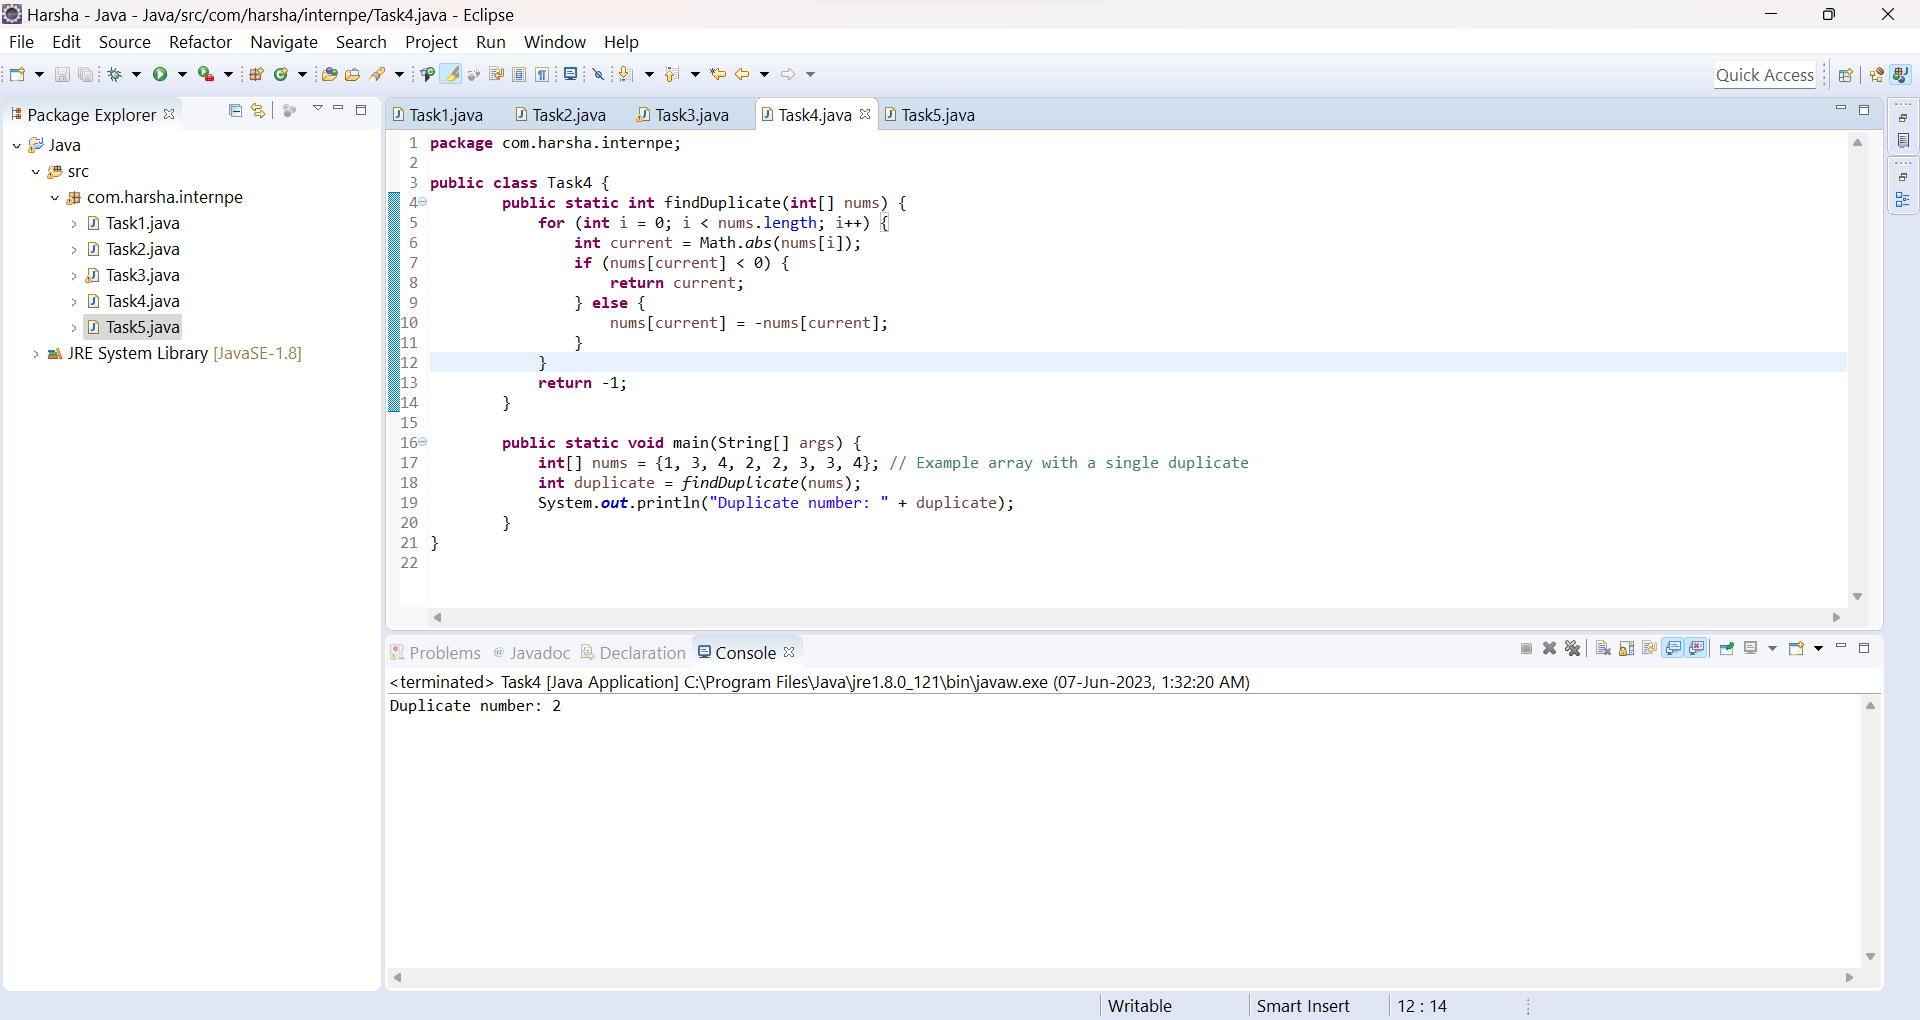 Harsha - Java - Java/src/com/harsha/internpe/Task4.java - Eclipse
File Edit Source Refactor Navigate Search Project Run Window Help
Quick Access
Package Explorer
Java
src
com.harsha.internpe
Task1.java
Task2.java
Task3.java
Task4.java
Task5.java
JRE System Library [JavaSE-1.8]
Task1.java Task2.java Task3.java Task4.java Task5.java
1 package com.harsha.internpe;
2
3 public class Task4 {
4 public static int findDuplicate(int[] nums) {
5 for (int i = 0; i < nums.length; i++) {
6 int current = Math.abs(nums[i]);
7 if (nums[current] < 0) {
8 return current;
9 } else {
10 nums[current] = -nums[current];
11 }
12 }
13 return -1;
14 }
15
16 public static void main(String[] args) {
17 int[] nums = {1, 3, 4, 2, 2, 3, 3, 4}; // Example array with a single duplicate
18 int duplicate = findDuplicate(nums);
19 System.out.println("Duplicate number: " + duplicate);
20 }
21 }
22
Problems @ Javadoc Declaration Console
<terminated> Task4 [Java Application] C:\Program Files\Java\jre1.8.0_121\bin\javaw.exe (07-Jun-2023, 1:32:20 AM)
Duplicate number: 2
Writable Smart Insert 12 : 14